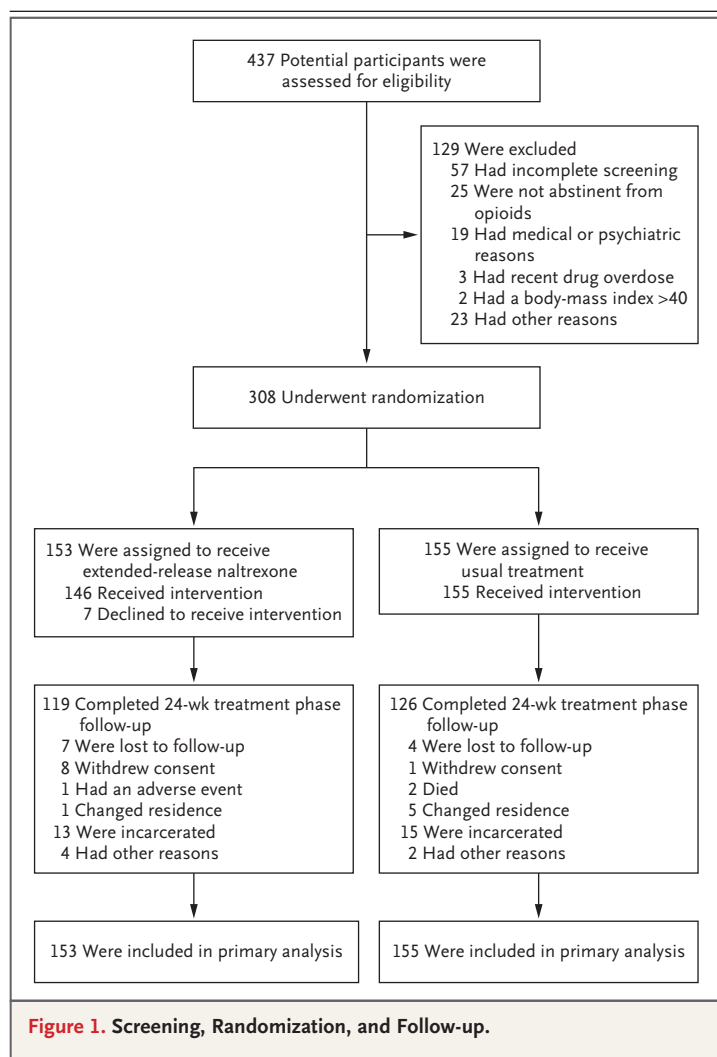 437 Potential participants were
assessed for eligibility
129 Were excluded
57 Had incomplete screening
25 Were not abstinent from
opioids
19 Had medical or psychiatric
reasons
3 Had recent drug overdose
2 Had a body-mass index >40
23 Had other reasons
308 Underwent randomization
153 Were assigned to receive
extended-release naltrexone
146 Received intervention
7 Declined to receive intervention
155 Were assigned to receive
usual treatment
155 Received intervention
119 Completed 24-wk treatment phase
follow-up
7 Were lost to follow-up
8 Withdrew consent
1 Had an adverse event
1 Changed residence
13 Were incarcerated
4 Had other reasons
126 Completed 24-wk treatment phase
follow-up
4 Were lost to follow-up
1 Withdrew consent
2 Died
5 Changed residence
15 Were incarcerated
2 Had other reasons
153 Were included in primary analysis
155 Were included in primary analysis
Figure 1. Screening, Randomization, and Follow-up.